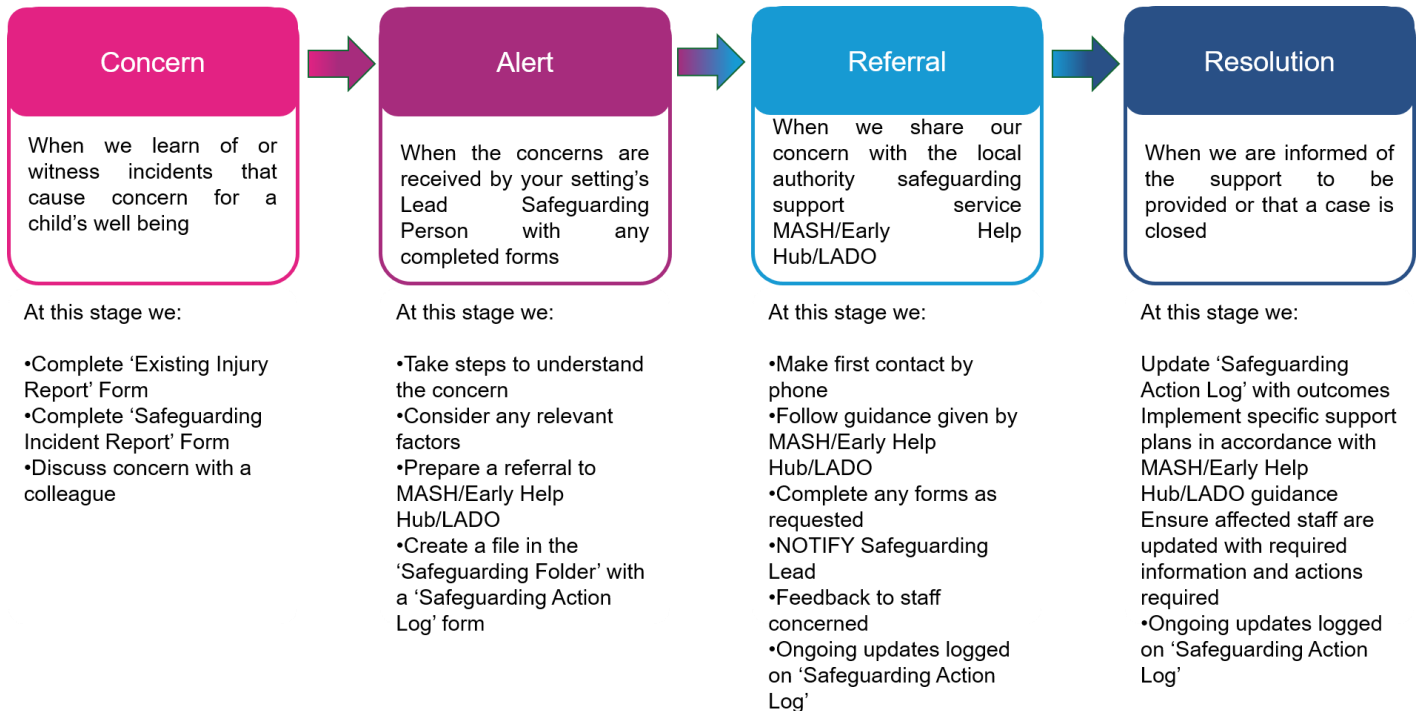 Concern
When we learn of or
witness incidents that
cause concern for a
child’s well being
At this stage we:
•Complete ‘Existing Injury
Report’ Form
•Complete ‘Safeguarding
Incident Report’ Form
•Discuss concern with a
colleague
Alert
When the concerns are
received by your setting’s
Lead Safeguarding
Person with any
completed forms
At this stage we:
•Take steps to understand
the concern
•Consider any relevant
factors
•Prepare a referral to
MASH/Early Help
Hub/LADO
•Create a file in the
‘Safeguarding Folder’ with
a ‘Safeguarding Action
Log’ form
Referral
When we share our
concern with the local
authority safeguarding
support service
MASH/Early Help
Hub/LADO
At this stage we:
•Make first contact by
phone
•Follow guidance given by
MASH/Early Help
Hub/LADO
•Complete any forms as
requested
•NOTIFY Safeguarding
Lead
•Feedback to staff
concerned
•Ongoing updates logged
on ‘Safeguarding Action
Log’
Resolution
When we are informed of
the support to be
provided or that a case is
closed
At this stage we:
Update ‘Safeguarding
Action Log’ with outcomes
Implement specific support
plans in accordance with
MASH/Early Help
Hub/LADO guidance
Ensure affected staff are
updated with required
information and actions
required
•Ongoing updates logged
on ‘Safeguarding Action
Log’